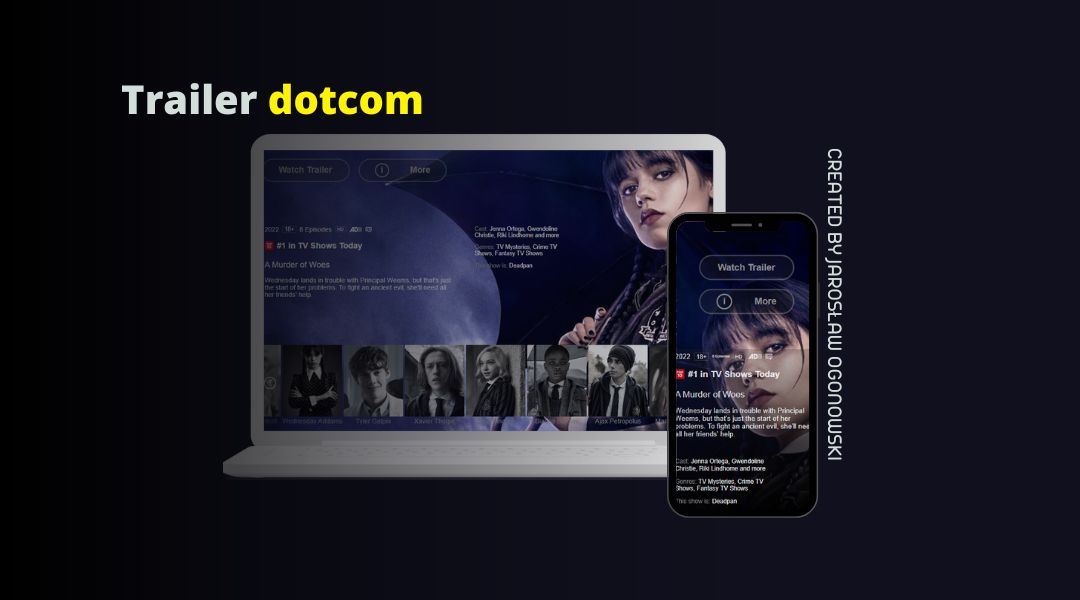 Trailer dotcom
Watch Trailer
More
2022 18+ 8 Episodes HD AD
#1 in TV Shows Today
A Murder of Woes
Wednesday lands in trouble with Principal Weems, but that's just
the start of her problems. To fight an ancient evil, she'll need all
her friends' help.
Cast: Jenna Ortega, Gwendoline
Christie, Riki Lindhome and more
Genres: TV Mysteries, Crime TV
Shows, Fantasy TV Shows
This show is: Deadpan
Wednesday Addams
Tyler Galpin
Xavier Thorpe
Ajax Petropolus
Watch Trailer
More
2022 18+ 8 Episodes HD AD
#1 in TV Shows Today
A Murder of Woes
Wednesday lands in trouble with Principal
Weems, but that's just the start of her
problems. To fight an ancient evil, she'll need
all her friends' help.
Cast: Jenna Ortega, Gwendoline
Christie, Riki Lindhome and more
Genres: TV Mysteries, Crime TV
Shows, Fantasy TV Shows
This show is: Deadpan
CREATED BY JAROSŁAW OGONOWSKI